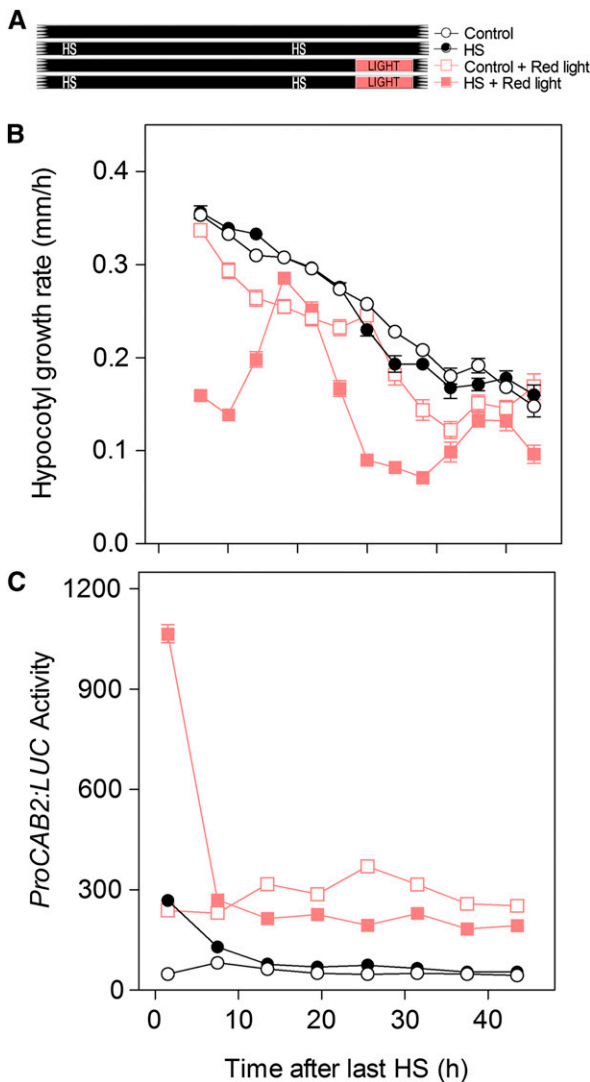 A
Control
HS HS HS
LIGHT Control + Red light
HS HS LIGHT HS + Red light
B
Hypocotyl growth rate (mm/h)
0.4
0.3
0.2
0.1
0.0
C
ProCAB2:LUC Activity
1200
900
600
300
0
0 10 20 30 40
Time after last HS (h)